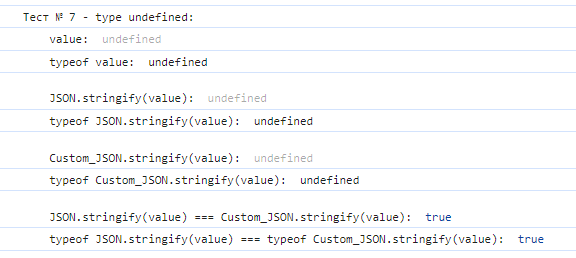 Тест № 7 - type undefined:
value: undefined
typeof value: undefined
JSON.stringify(value): undefined
typeof JSON.stringify(value): undefined
Custom_JSON.stringify(value): undefined
typeof Custom_JSON.stringify(value): undefined
JSON.stringify(value) === Custom_JSON.stringify(value): true
typeof JSON.stringify(value) === typeof Custom_JSON.stringify(value): true